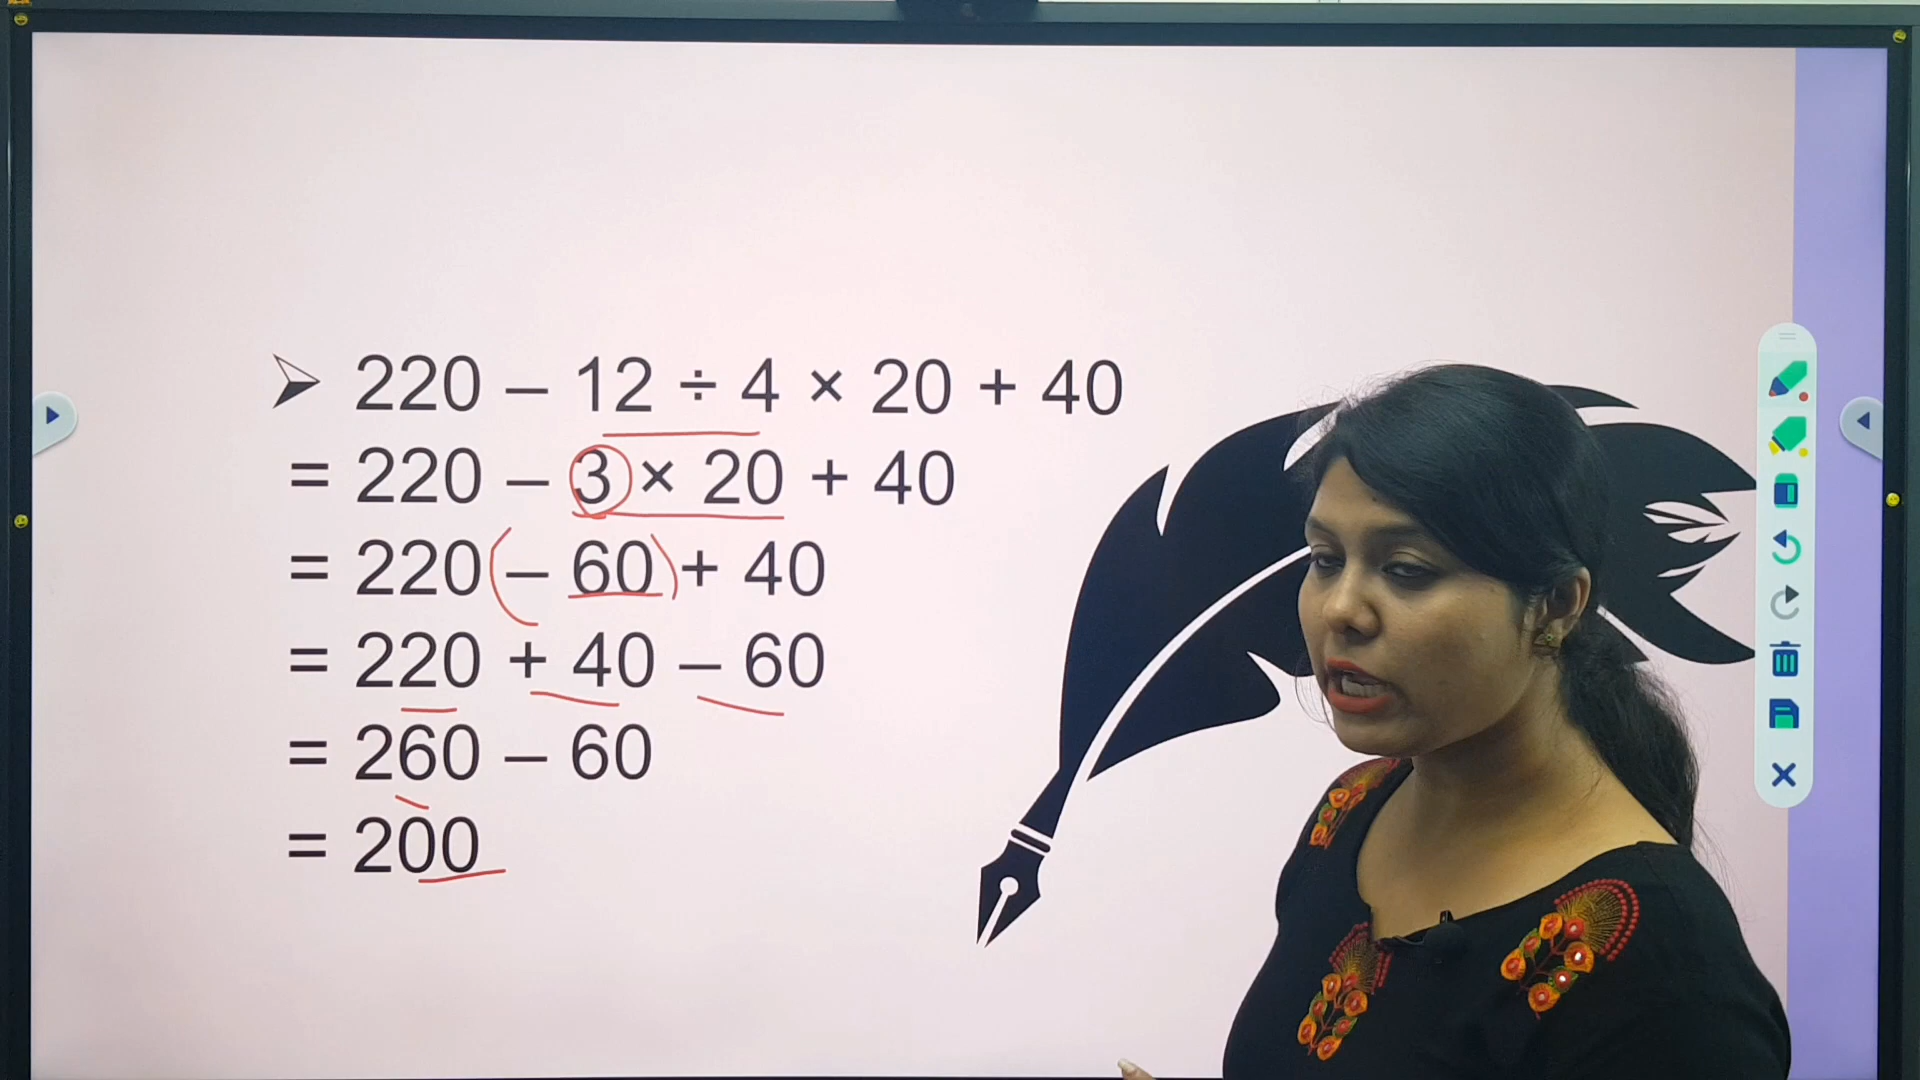 220 – 12 ÷ 4 × 20 + 40
= 220 – 3 × 20 + 40
= 220 (– 60) + 40
= 220 + 40 – 60
= 260 – 60
= 200